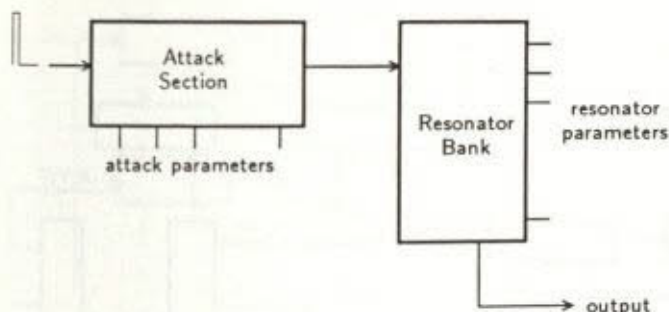 Attack
Section
attack parameters
Resonator
Bank
resonator
parameters
output